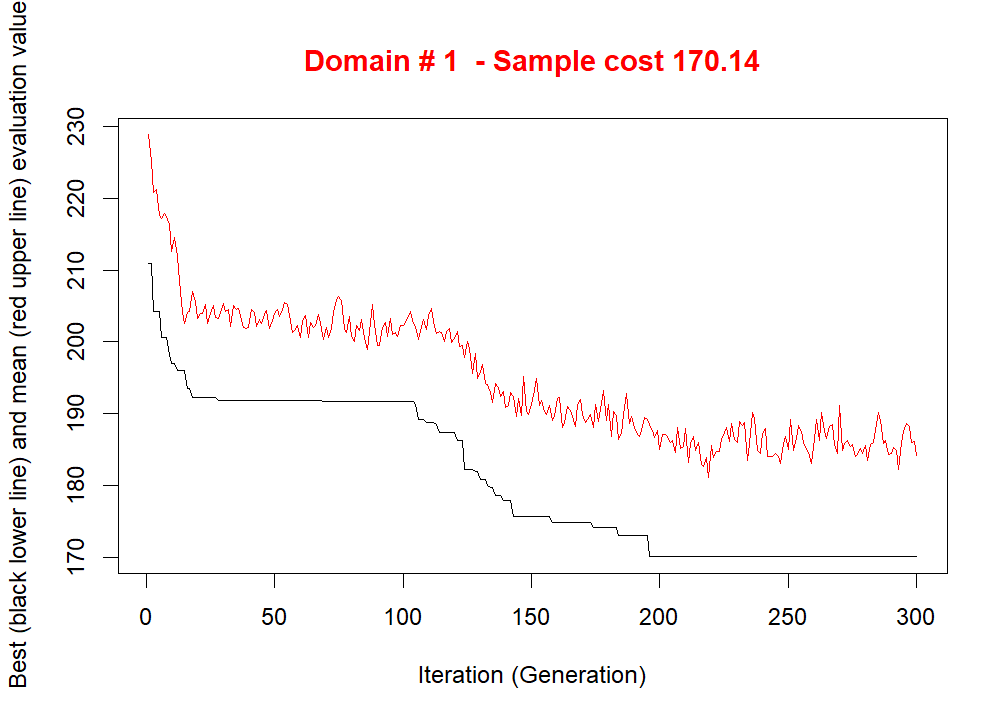 Domain # 1  - Sample cost 170.14
Best (black lower line) and mean (red upper line) evaluation value
230
220
210
200
190
180
170
0 50 100 150 200 250 300
Iteration (Generation)